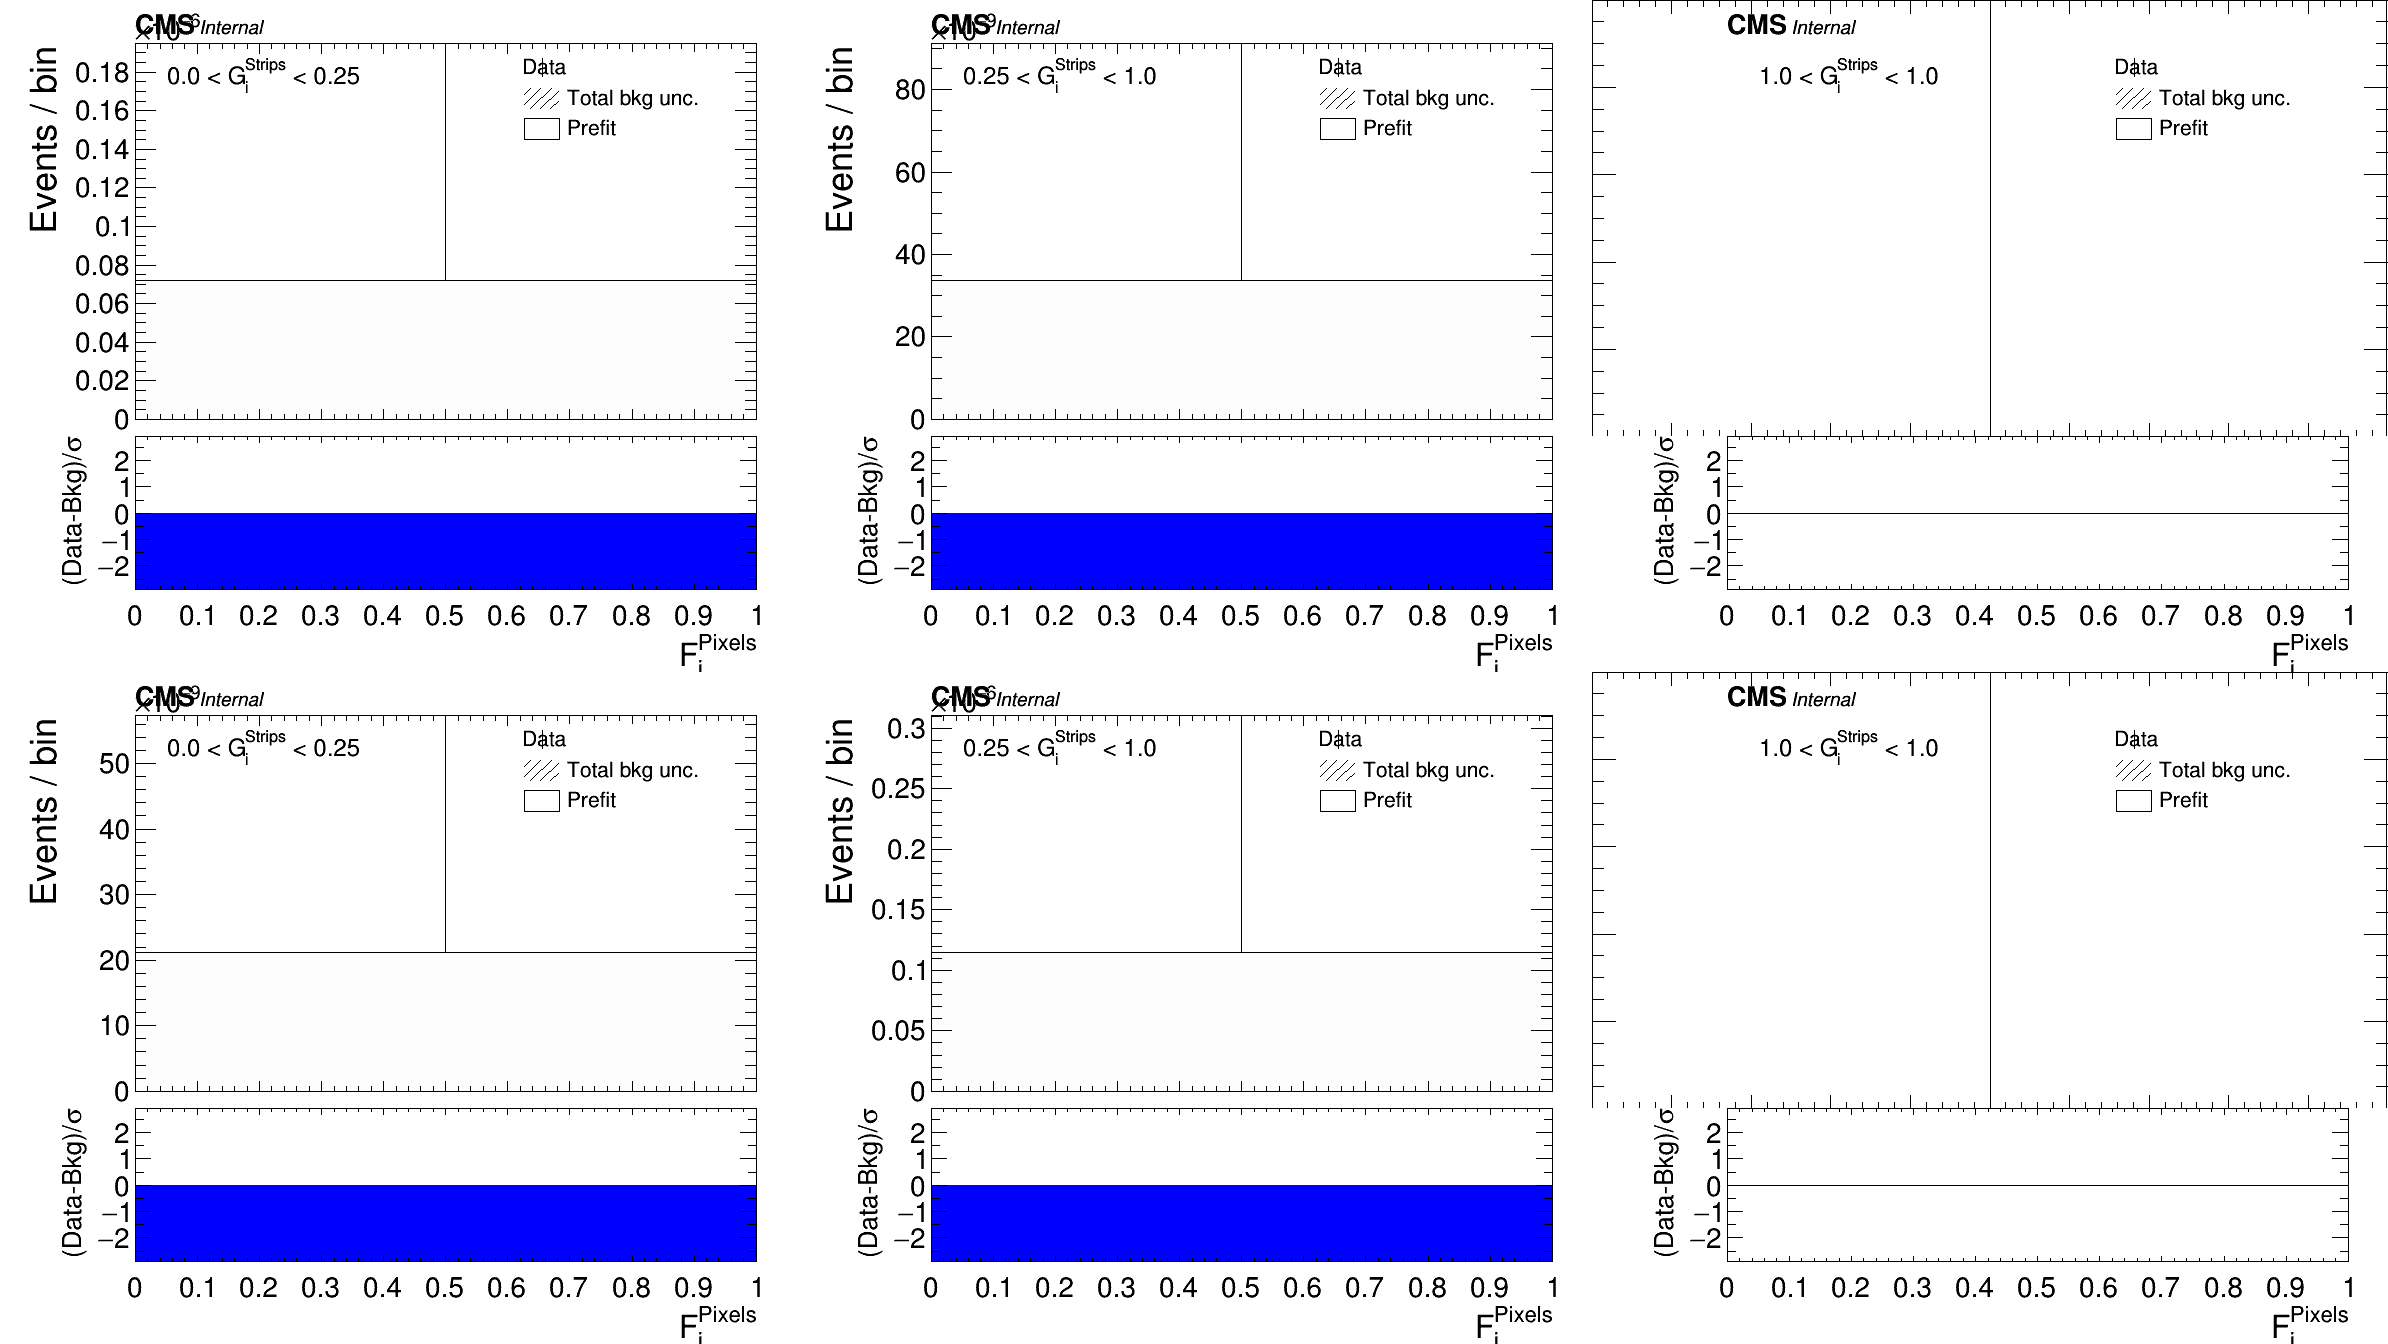 CMS Internal
CMS Internal
CMS Internal
Events / bin
0.0 < G_i^Strips < 0.25
Data
Total bkg unc.
Prefit
0.18
0.16
0.14
0.12
0.1
0.08
0.06
0.04
0.02
0
(Data-Bkg)/σ
2
1
0
−1
−2
0 0.1 0.2 0.3 0.4 0.5 0.6 0.7 0.8 0.9 1
F_i^Pixels
Events / bin
0.25 < G_i^Strips < 1.0
Data
Total bkg unc.
Prefit
80
60
40
20
0
(Data-Bkg)/σ
2
1
0
−1
−2
0 0.1 0.2 0.3 0.4 0.5 0.6 0.7 0.8 0.9 1
F_i^Pixels
1.0 < G_i^Strips < 1.0
Data
Total bkg unc.
Prefit
(Data-Bkg)/σ
2
1
0
−1
−2
0 0.1 0.2 0.3 0.4 0.5 0.6 0.7 0.8 0.9 1
F_i^Pixels
CMS Internal
CMS Internal
CMS Internal
Events / bin
0.0 < G_i^Strips < 0.25
Data
Total bkg unc.
Prefit
50
40
30
20
10
0
(Data-Bkg)/σ
2
1
0
−1
−2
0 0.1 0.2 0.3 0.4 0.5 0.6 0.7 0.8 0.9 1
F_i^Pixels
Events / bin
0.25 < G_i^Strips < 1.0
Data
Total bkg unc.
Prefit
0.3
0.25
0.2
0.15
0.1
0.05
0
(Data-Bkg)/σ
2
1
0
−1
−2
0 0.1 0.2 0.3 0.4 0.5 0.6 0.7 0.8 0.9 1
F_i^Pixels
1.0 < G_i^Strips < 1.0
Data
Total bkg unc.
Prefit
(Data-Bkg)/σ
2
1
0
−1
−2
0 0.1 0.2 0.3 0.4 0.5 0.6 0.7 0.8 0.9 1
F_i^Pixels